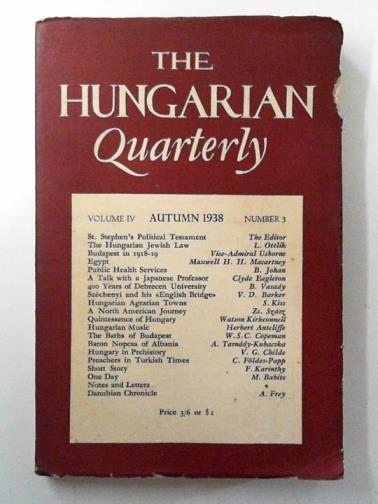 THE
HUNGARIAN
Quarterly
VOLUME IV AUTUMN 1938 NUMBER 3
St. Stephen's Political Testament The Editor
The Hungarian Jewish Law L. Ottlik
Budapest in 1918-19 Vice-Admiral Usborne
Egypt Maxwell H. H. Macartney
Public Health Services B. Johan
A Talk with a Japanese Professor Clyde Eagleton
400 Years of Debrecen University B. Vasady
Széchenyi and his «English Bridge» V. D. Barker
Hungarian Agrarian Towns S. Kiss
A North American Journey Zs. Szász
Quintessence of Hungary Watson Kirkconnell
Hungarian Music Herbert Antcliffe
The Baths of Budapest W. S. C. Copeman
Baron Nopcsa of Albania A. Tasnády-Kubacska
Hungary in Prehistory V. G. Childe
Preachers in Turkish Times C. Földes-Papp
Short Story F. Karinthy
One Day M. Babits
Notes and Letters *
Danubian Chronicle A. Frey
Price 3/6 or $1